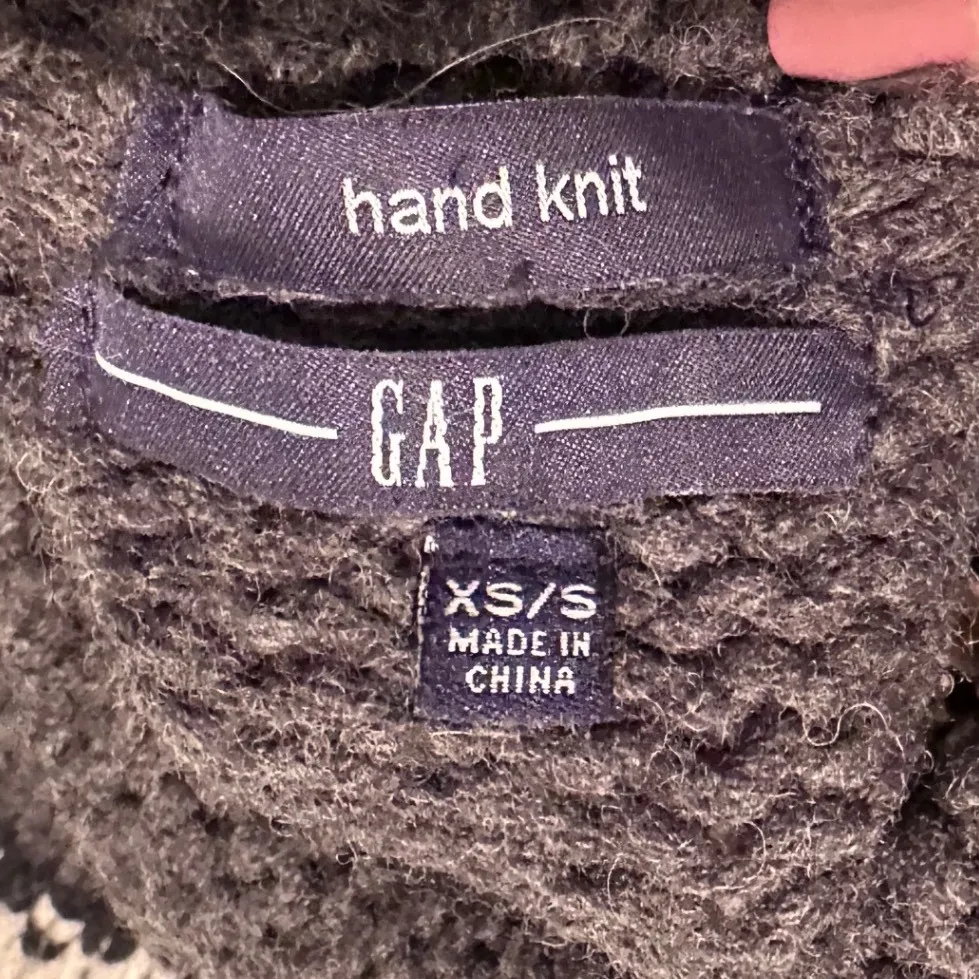 hand knit
GAP
XS/S
MADE IN
CHINA